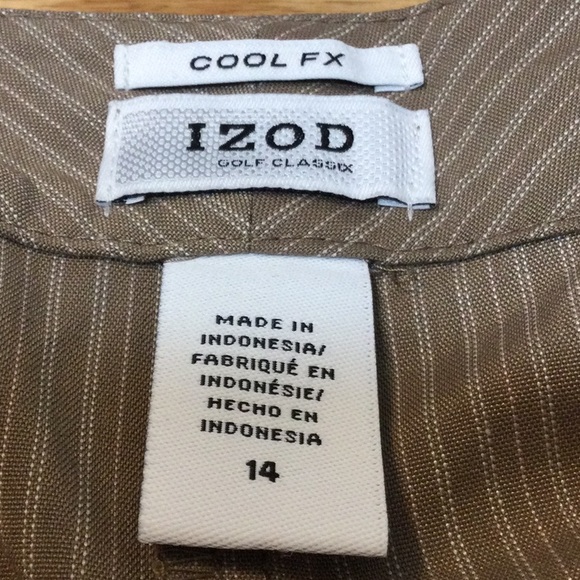 COOL FX
IZOD
GOLF CLASSIX
MADE IN
INDONESIA/
FABRIQUÉ EN
INDONÉSIE/
HECHO EN
INDONESIA
14